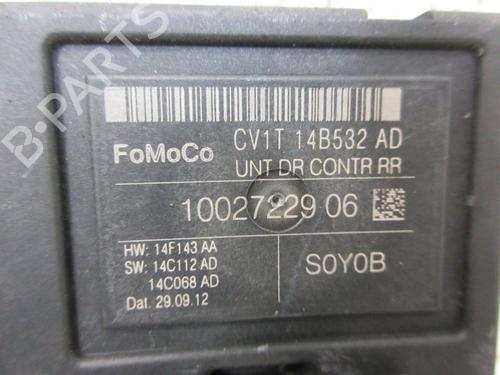 B-PARTS
FoMoCo
CV1T 14B532 AD
UNT DR CONTR RR
10027229 06
HW: 14F143 AA
SW: 14C112 AD
14C068 AD
Dat. 29.09.12
S0Y0B